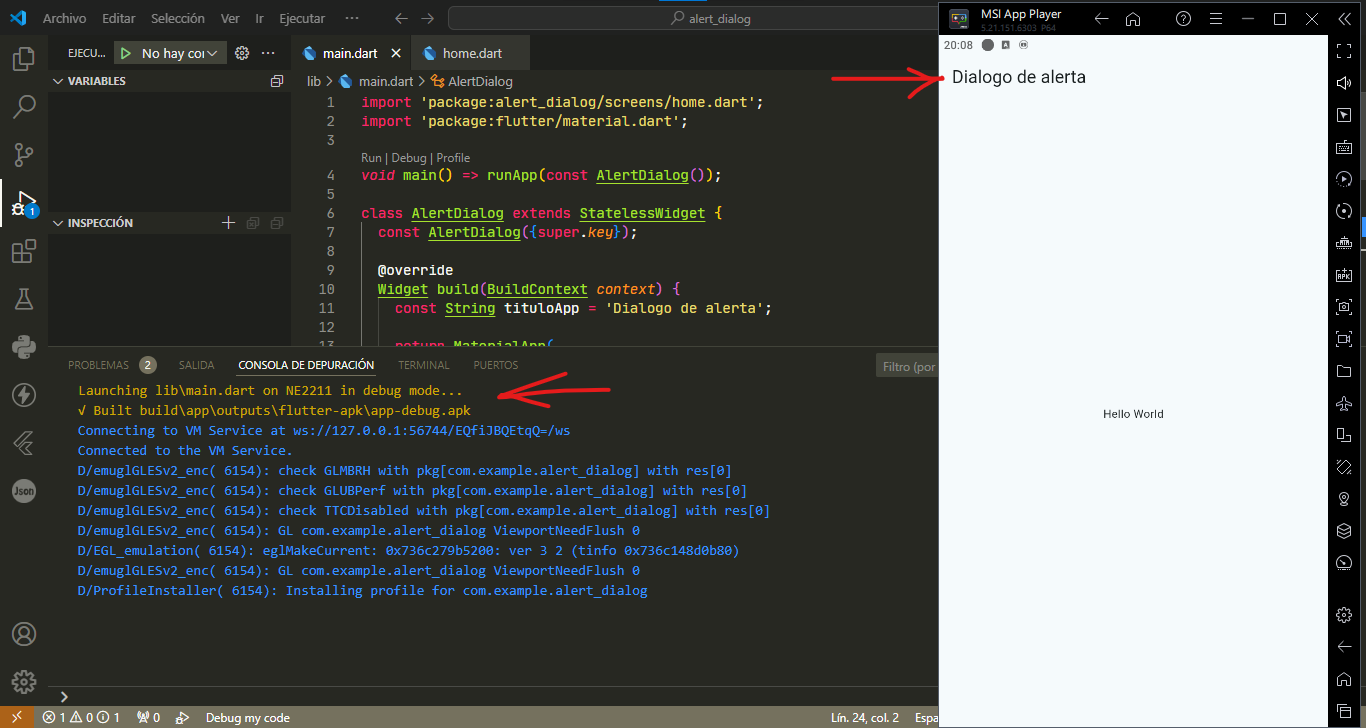 Archivo Editar Selección Ver Ir Ejecutar ··· alert_dialog
MSI App Player
5.21.151.6303 P64
EJECU... No hay co ···
main.dart home.dart
VARIABLES
lib > main.dart > AlertDialog
1 import 'package:alert_dialog/screens/home.dart';
2 import 'package:flutter/material.dart';
3
Run | Debug | Profile
4 void main() => runApp(const AlertDialog());
5
6 class AlertDialog extends StatelessWidget {
7 const AlertDialog({super.key});
8
9 @override
10 Widget build(BuildContext context) {
11 const String tituloApp = 'Dialogo de alerta';
12
13 return MaterialApp(
1
INSPECCIÓN
PROBLEMAS 2 SALIDA CONSOLA DE DEPURACIÓN TERMINAL PUERTOS Filtro (por
Launching lib\main.dart on NE2211 in debug mode...
√ Built build\app\outputs\flutter-apk\app-debug.apk
Connecting to VM Service at ws://127.0.0.1:56744/EQfiJBQEtqQ=/ws
Connected to the VM Service.
D/emuglGLESv2_enc( 6154): check GLMBRH with pkg[com.example.alert_dialog] with res[0]
D/emuglGLESv2_enc( 6154): check GLUBPerf with pkg[com.example.alert_dialog] with res[0]
D/emuglGLESv2_enc( 6154): check TTCDisabled with pkg[com.example.alert_dialog] with res[0]
D/emuglGLESv2_enc( 6154): GL com.example.alert_dialog ViewportNeedFlush 0
D/EGL_emulation( 6154): eglMakeCurrent: 0x736c279b5200: ver 3 2 (tinfo 0x736c148d0b80)
D/emuglGLESv2_enc( 6154): GL com.example.alert_dialog ViewportNeedFlush 0
D/ProfileInstaller( 6154): Installing profile for com.example.alert_dialog
Json
>
1 0 1 0 Debug my code Lín. 24, col. 2 Espa
20:08 A
Dialogo de alerta
Hello World
APK